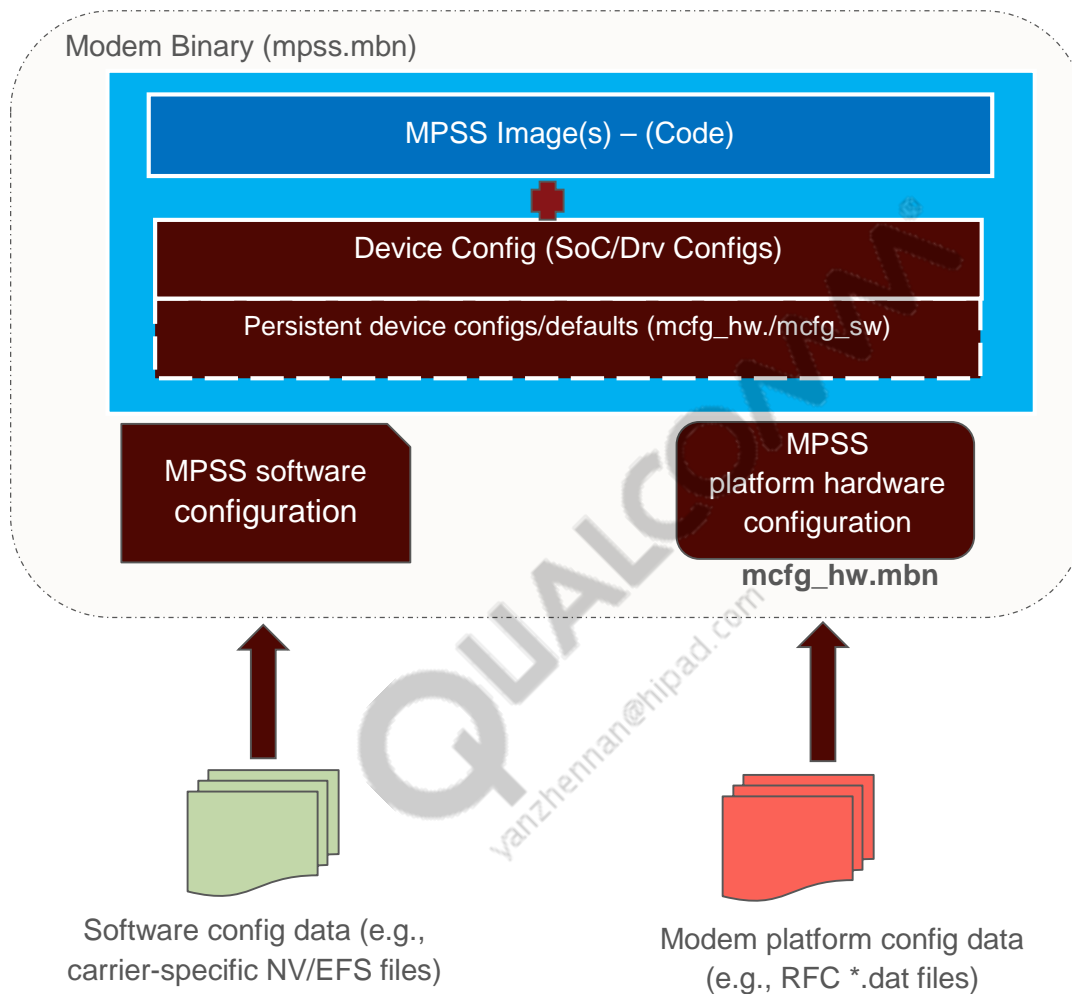 Modem Binary (mpss.mbn)
MPSS Image(s) – (Code)
Device Config (SoC/Drv Configs)
Persistent device configs/defaults (mcfg_hw./mcfg_sw)
MPSS software
configuration
MPSS
platform hardware
configuration
mcfg_hw.mbn
QUALCOMM®
yanzhennan@hipad.com
Software config data (e.g.,
carrier-specific NV/EFS files)
Modem platform config data
(e.g., RFC *.dat files)